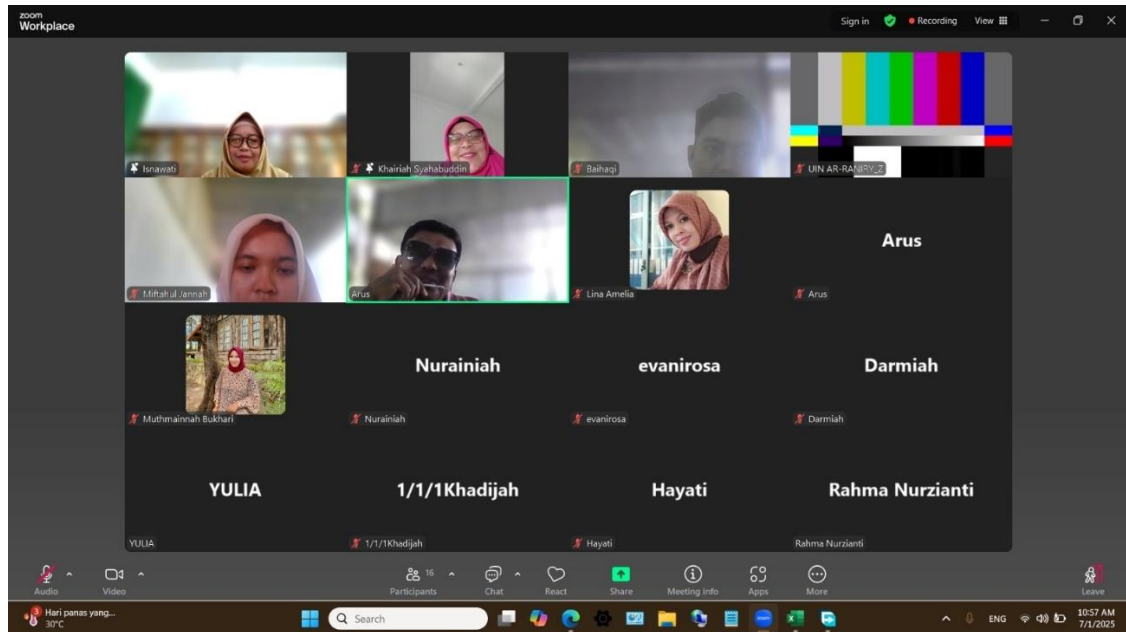 zoom
Workplace
Sign in
Recording
View
Isnawati
Khairiah Syahabuddin
Baihaqi
UIN AR-RANIRY_Z
Miftahul Jannah
Arus
Lina Amelia
Arus
Arus
Muthmainnah Bukhari
Nurainiah
Nurainiah
evanirosa
evanirosa
Darmiah
Darmiah
YULIA
YULIA
1/1/1Khadijah
1/1/1Khadijah
Hayati
Hayati
Rahma Nurzianti
Rahma Nurzianti
Audio
Video
16
Participants
Chat
React
Share
Meeting info
Apps
More
Leave
3
Hari panas yang...
30°C
Search
ENG
10:57 AM
7/1/2025